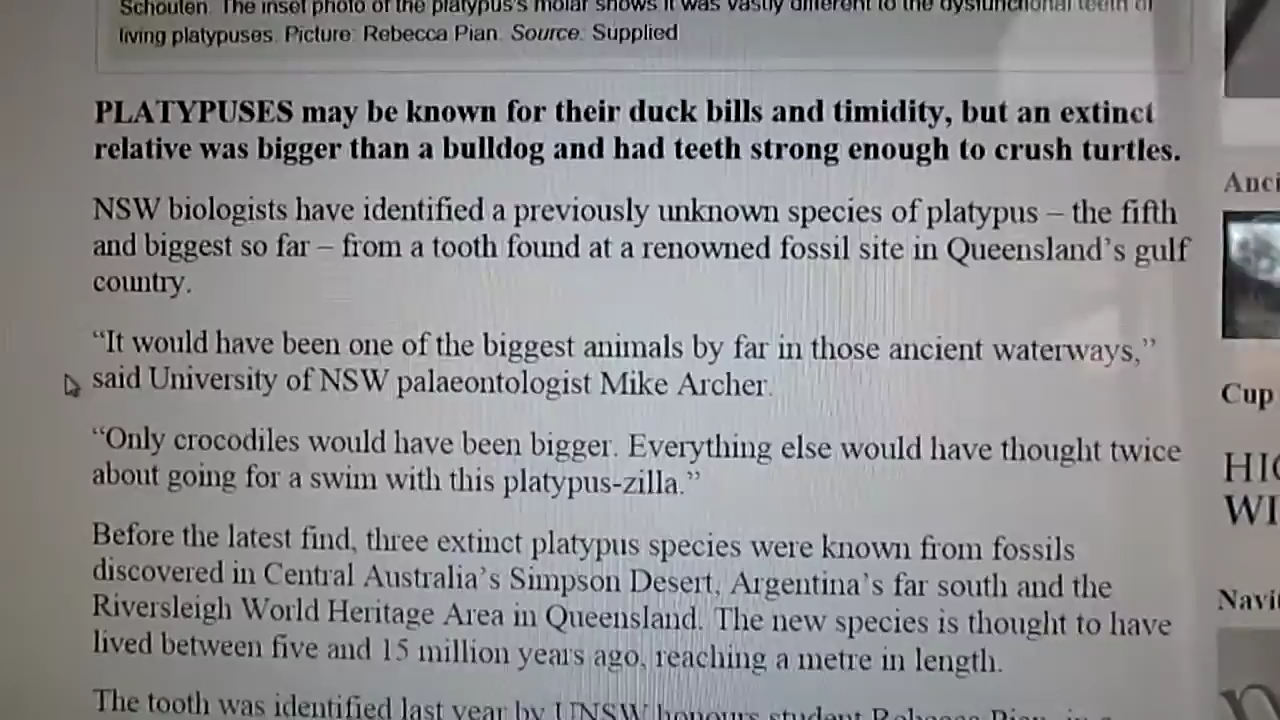 Schouten. The inset photo of the platypus's molar shows it was vastly different to the dysfunctional teeth of
living platypuses. Picture: Rebecca Pian. Source: Supplied
PLATYPUSES may be known for their duck bills and timidity, but an extinct
relative was bigger than a bulldog and had teeth strong enough to crush turtles.
NSW biologists have identified a previously unknown species of platypus – the fifth
and biggest so far – from a tooth found at a renowned fossil site in Queensland's gulf
country.
“It would have been one of the biggest animals by far in those ancient waterways,”
said University of NSW palaeontologist Mike Archer.
“Only crocodiles would have been bigger. Everything else would have thought twice
about going for a swim with this platypus-zilla.”
Before the latest find, three extinct platypus species were known from fossils
discovered in Central Australia's Simpson Desert, Argentina's far south and the
Riversleigh World Heritage Area in Queensland. The new species is thought to have
lived between five and 15 million years ago, reaching a metre in length.
The tooth was identified last year by UNSW honours student Rebecca Pian, in a
Anci
Cup
HIG
WI
Navi